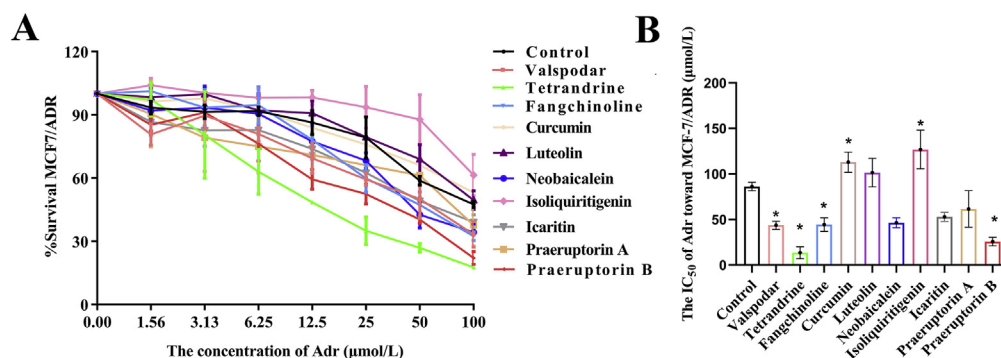 A
%Survival MCF7/ADR
120
90
60
30
0
0.00 1.56 3.13 6.25 12.5 25 50 100
The concentration of Adr (μmol/L)
Control
Valspodar
Tetrandrine
Fangchinoline
Curcumin
Luteolin
Neobaicalein
Isoliquiritigenin
Icaritin
Praeruptorin A
Praeruptorin B
B
The IC50 of Adr toward MCF-7/ADR (μmol/L)
200
150
100
50
0
* * * * * *
Control
Valspodar
Tetrandrine
Fangchinoline
Curcumin
Luteolin
Neobaicalein
Isoliquiritigenin
Icaritin
Praeruptorin A
Praeruptorin B